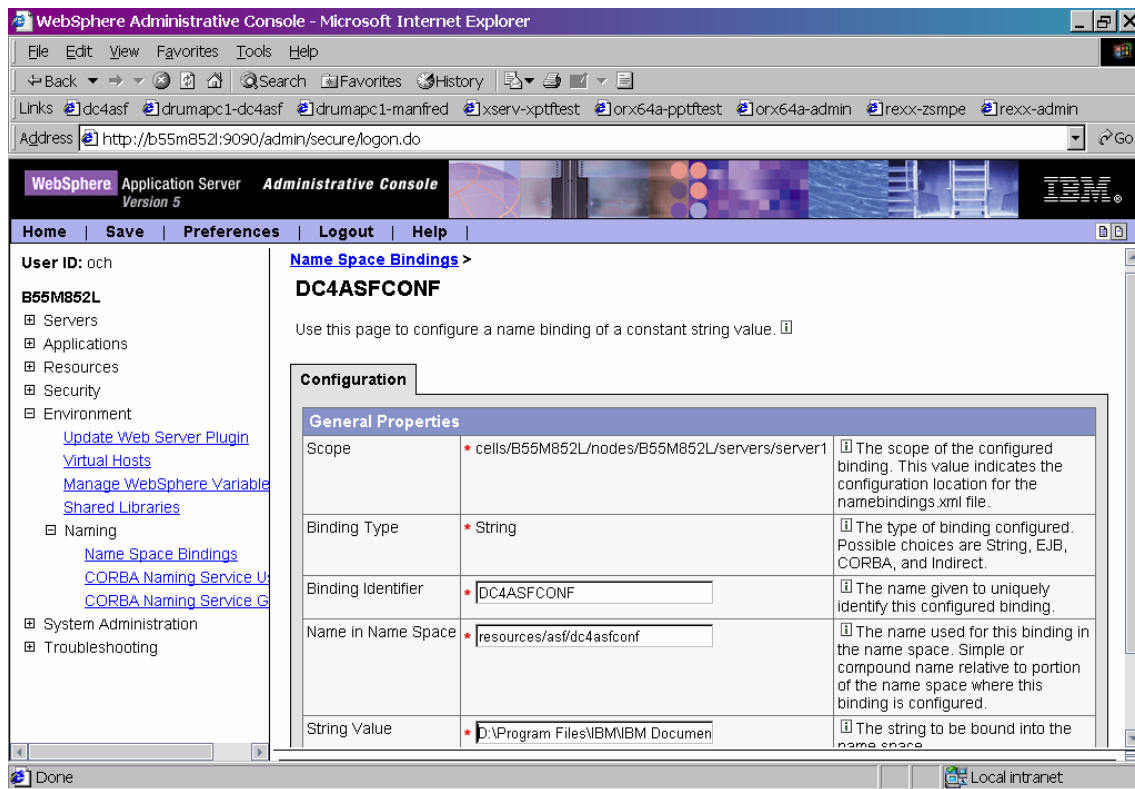 WebSphere Administrative Console - Microsoft Internet Explorer
File Edit View Favorites Tools Help
Back Search Favorites History
Links dc4asf drumapc1-dc4asf drumapc1-manfred xserv-xptftest orx64a-pptftest orx64a-admin rexx-zsmpe rexx-admin
Address http://b55m852l:9090/admin/secure/logon.do Go
WebSphere Application Server Administrative Console
Version 5
IBM
Home | Save | Preferences | Logout | Help |
User ID: och
B55M852L
Servers
Applications
Resources
Security
Environment
Update Web Server Plugin
Virtual Hosts
Manage WebSphere Variable
Shared Libraries
Naming
Name Space Bindings
CORBA Naming Service U
CORBA Naming Service G
System Administration
Troubleshooting
Name Space Bindings >
DC4ASFCONF
Use this page to configure a name binding of a constant string value.
Configuration
General Properties
Scope * cells/B55M852L/nodes/B55M852L/servers/server1
The scope of the configured
binding. This value indicates the
configuration location for the
namebindings.xml file.
Binding Type * String
The type of binding configured.
Possible choices are String, EJB,
CORBA, and Indirect.
Binding Identifier * DC4ASFCONF
The name given to uniquely
identify this configured binding.
Name in Name Space * resources/asf/dc4asfconf
The name used for this binding in
the name space. Simple or
compound name relative to portion
of the name space where this
binding is configured.
String Value * D:\Program Files\IBM\IBM Documen
The string to be bound into the
name space.
Done Local intranet